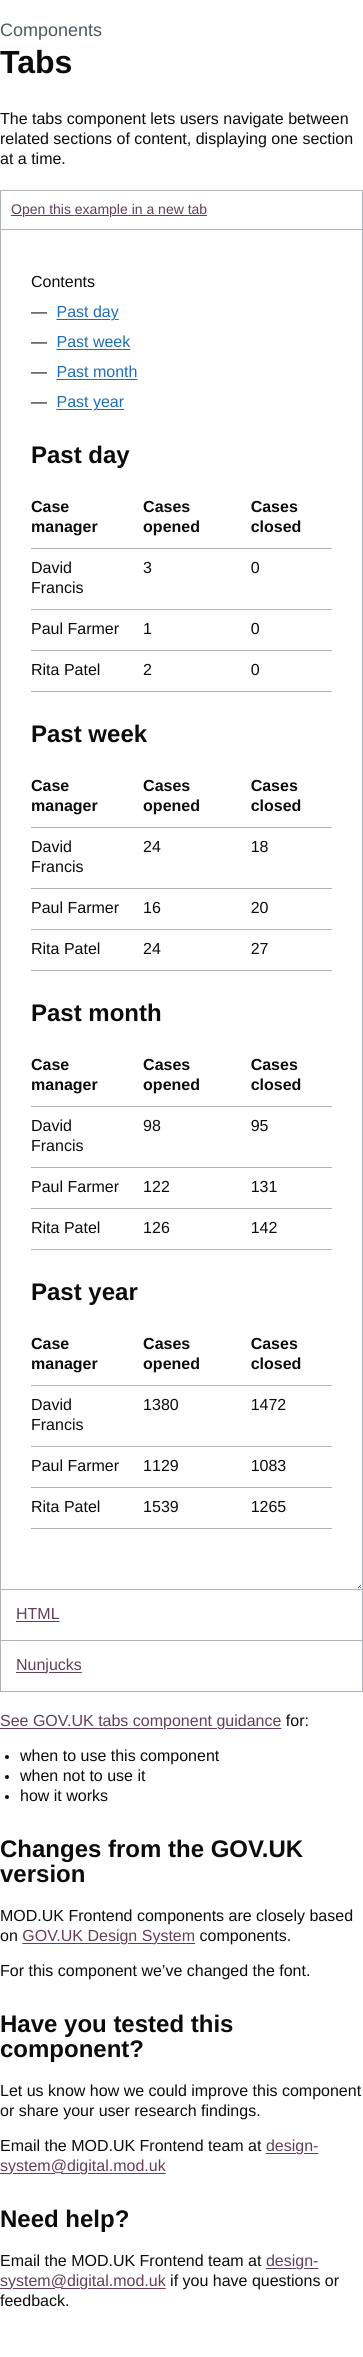 Components
Tabs
The tabs component lets users navigate between
related sections of content, displaying one section
at a time.
Open this example in a new tab
Contents
— Past day
— Past week
— Past month
— Past year
Past day
Case manager Cases opened Cases closed
David Francis 3 0
Paul Farmer 1 0
Rita Patel 2 0
Past week
Case manager Cases opened Cases closed
David Francis 24 18
Paul Farmer 16 20
Rita Patel 24 27
Past month
Case manager Cases opened Cases closed
David Francis 98 95
Paul Farmer 122 131
Rita Patel 126 142
Past year
Case manager Cases opened Cases closed
David Francis 1380 1472
Paul Farmer 1129 1083
Rita Patel 1539 1265
HTML
Nunjucks
See GOV.UK tabs component guidance for:
• when to use this component
• when not to use it
• how it works
Changes from the GOV.UK
version
MOD.UK Frontend components are closely based
on GOV.UK Design System components.
For this component we’ve changed the font.
Have you tested this
component?
Let us know how we could improve this component
or share your user research findings.
Email the MOD.UK Frontend team at design-
system@digital.mod.uk
Need help?
Email the MOD.UK Frontend team at design-
system@digital.mod.uk if you have questions or
feedback.